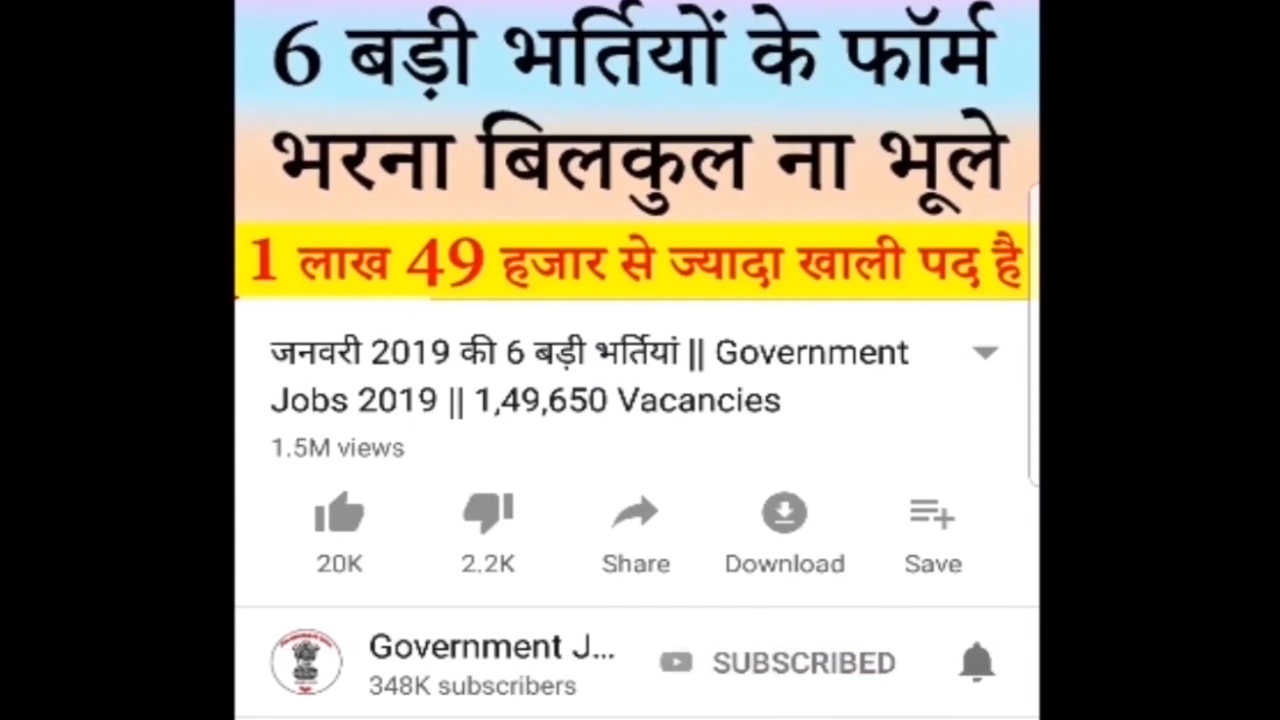 6 बड़ी भर्तियों के फॉर्म
भरना बिलकुल ना भूले
1 लाख 49 हजार से ज्यादा खाली पद है
जनवरी 2019 की 6 बड़ी भर्तियां || Government
Jobs 2019 || 1,49,650 Vacancies
1.5M views
20K 2.2K Share Download Save
Government J... SUBSCRIBED
348K subscribers